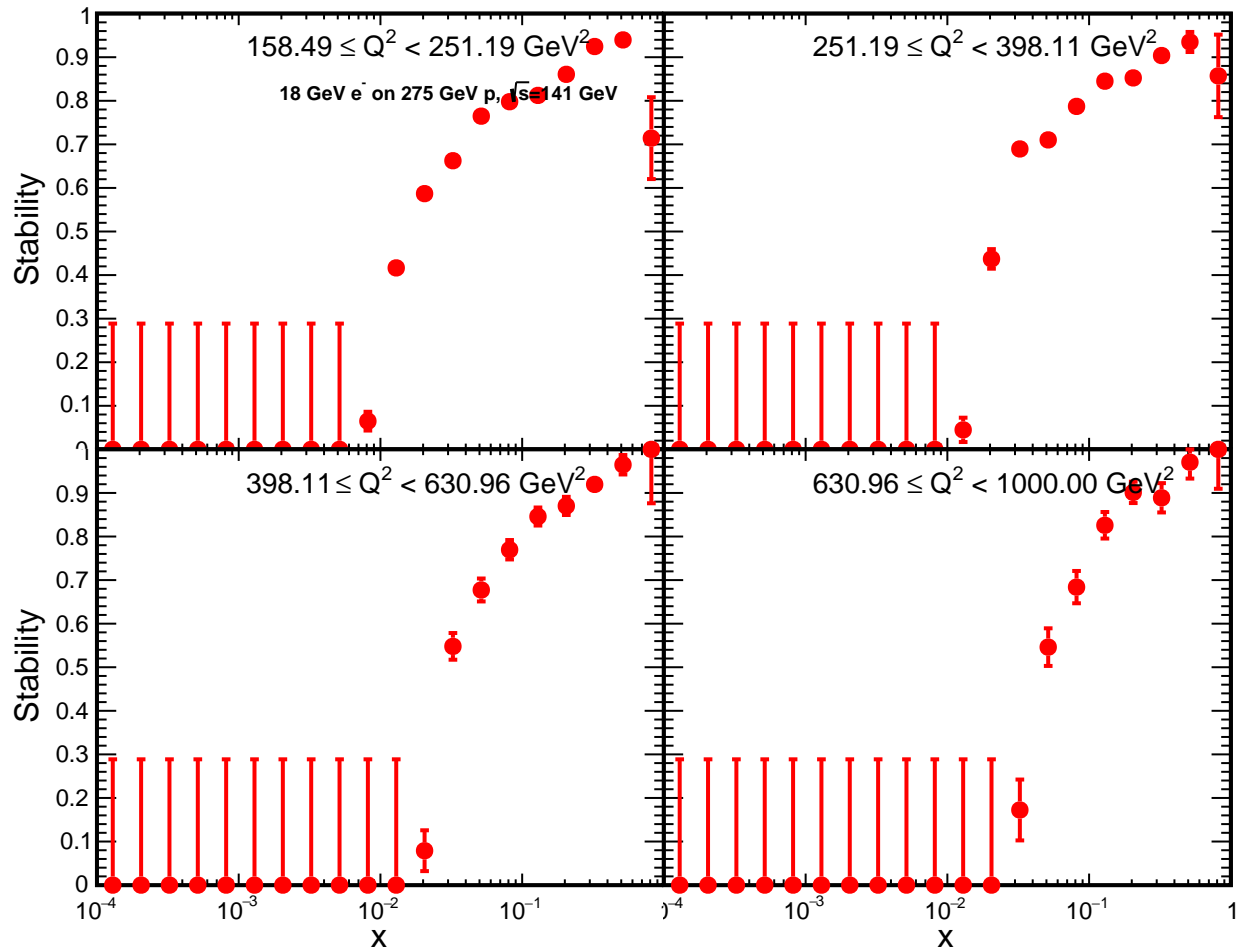 158.49 ≤ Q² < 251.19 GeV²
18 GeV e⁻ on 275 GeV p, √s=141 GeV
Stability
0
0.1
0.2
0.3
0.4
0.5
0.6
0.7
0.8
0.9
1
251.19 ≤ Q² < 398.11 GeV²
398.11 ≤ Q² < 630.96 GeV²
Stability
0
0.1
0.2
0.3
0.4
0.5
0.6
0.7
0.8
0.9
10⁻⁴ 10⁻³ 10⁻² 10⁻¹
x
630.96 ≤ Q² < 1000.00 GeV²
10⁻³ 10⁻² 10⁻¹ 1
x